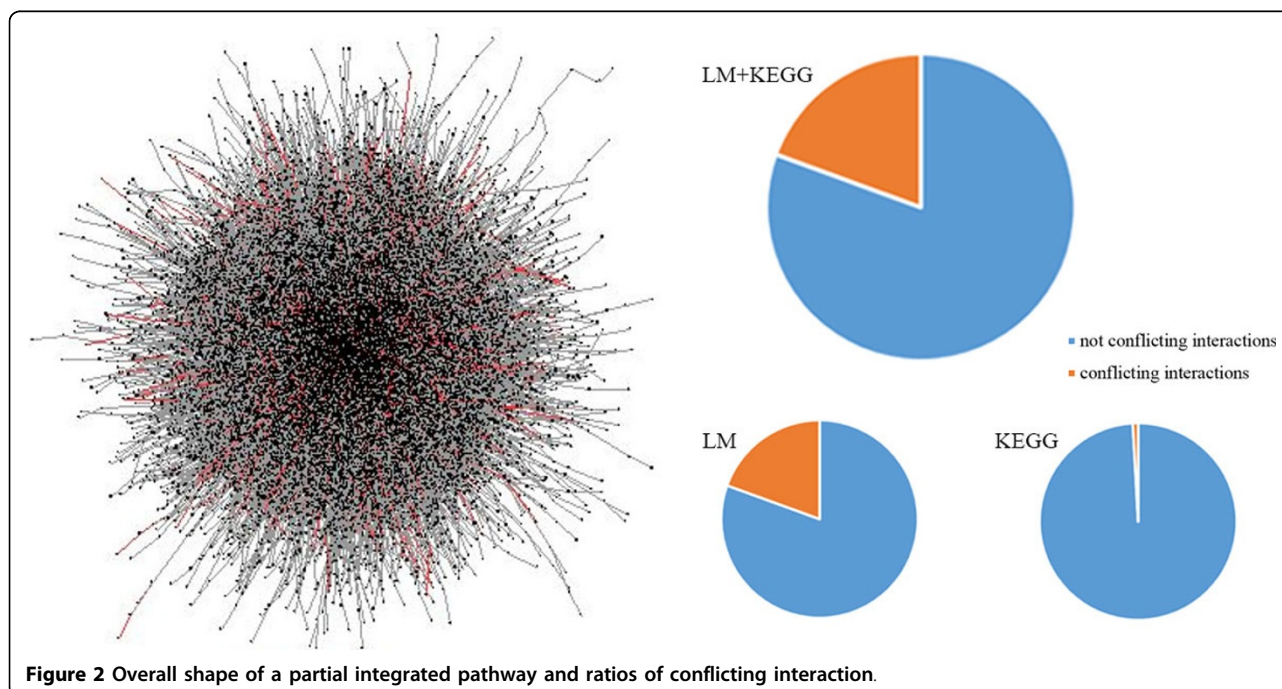 LM+KEGG
not conflicting interactions
conflicting interactions
LM
KEGG
Figure 2 Overall shape of a partial integrated pathway and ratios of conflicting interaction.